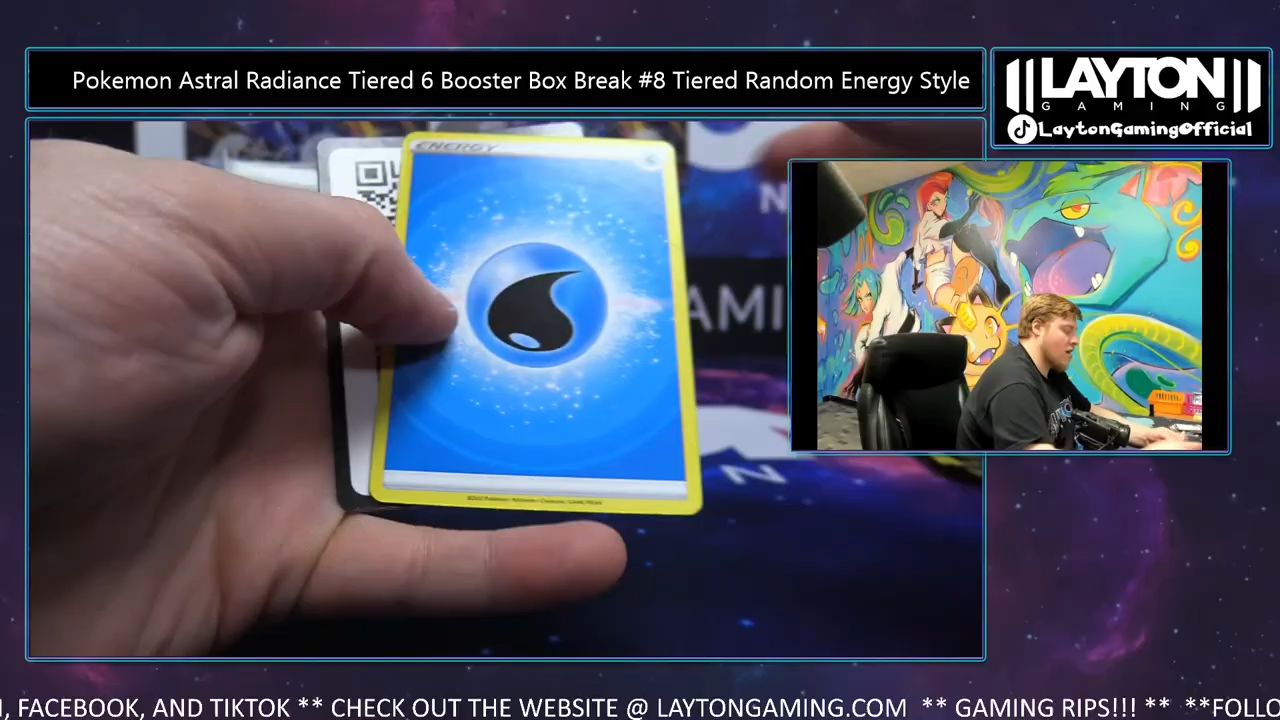 Pokemon Astral Radiance Tiered 6 Booster Box Break #8 Tiered Random Energy Style
LAYTON
GAMING
LaytonGamingOfficial
ENERGY
N
AMI
N
, FACEBOOK, AND TIKTOK ** CHECK OUT THE WEBSITE @ LAYTONGAMING.COM ** GAMING RIPS!!! ** **FOLLO